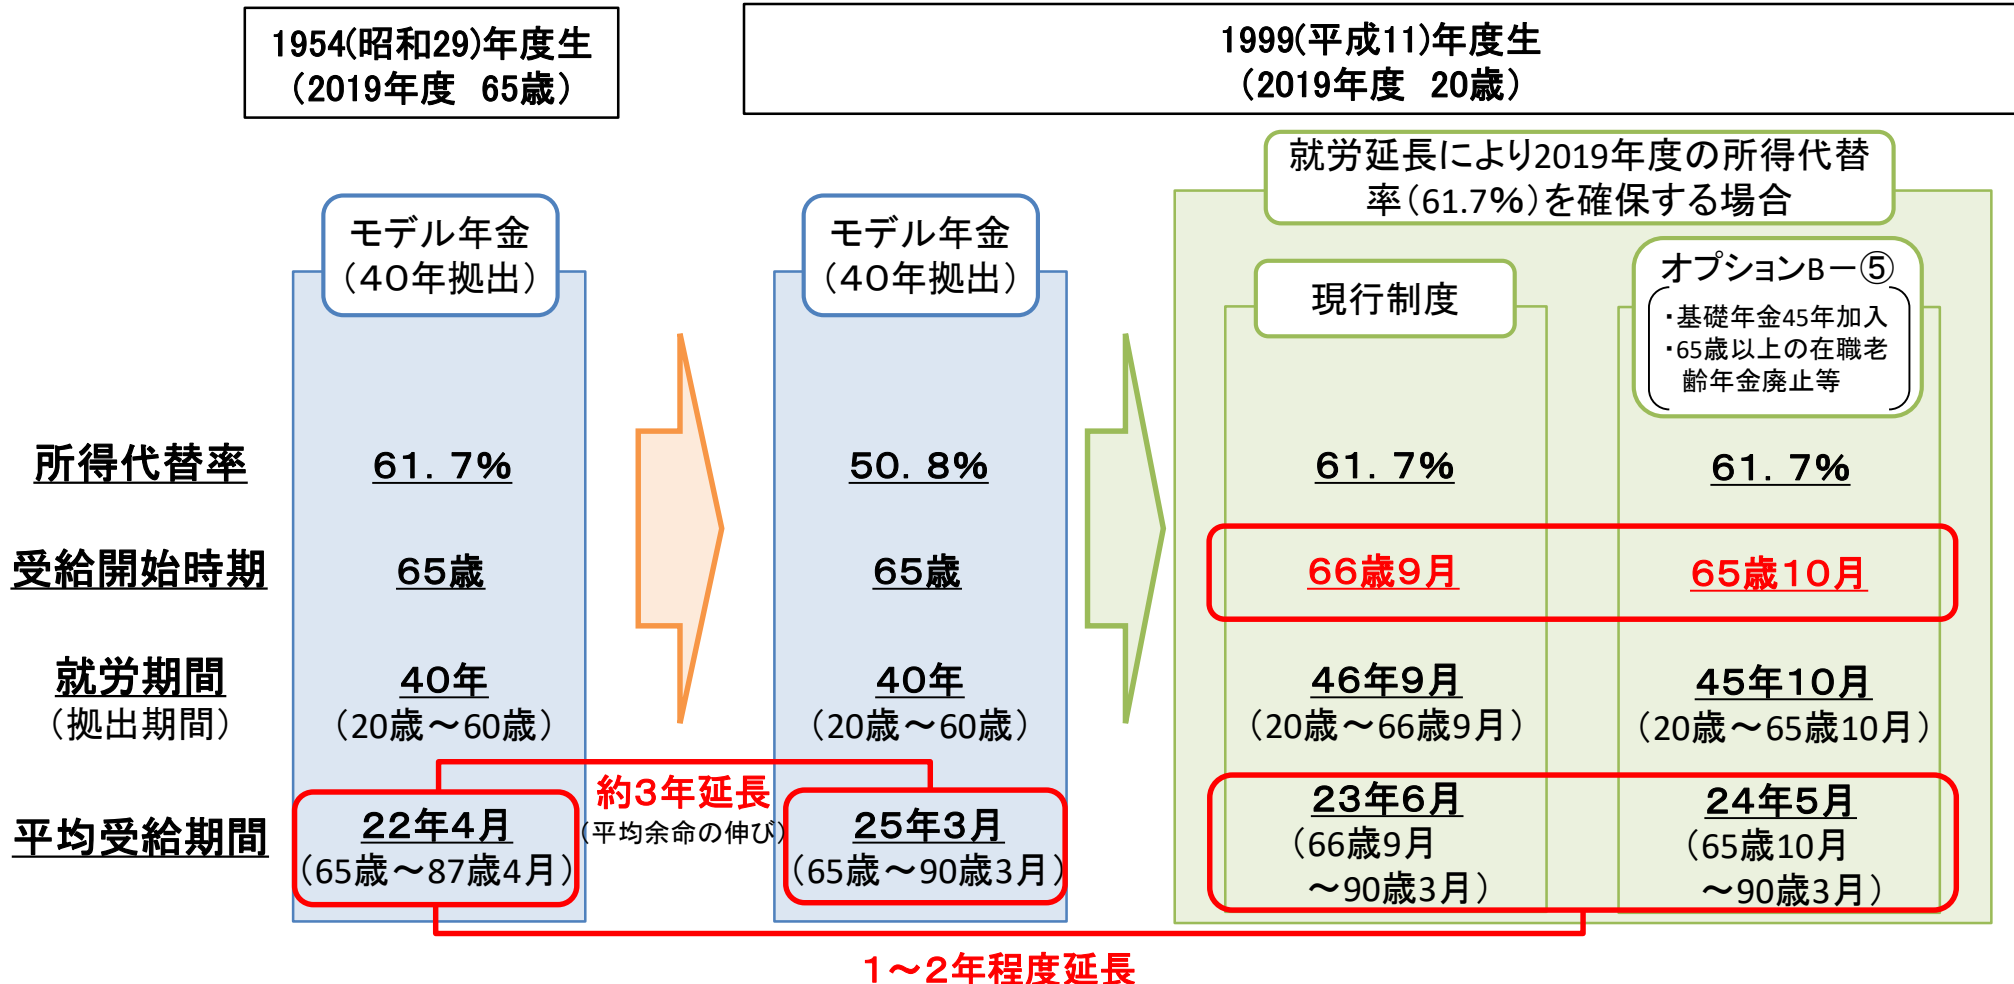 1954(昭和29)年度生
(2019年度　65歳)
1999(平成11)年度生
(2019年度　20歳)
就労延長により2019年度の所得代替
率(61.7%)を確保する場合
モデル年金
(40年拠出)
モデル年金
(40年拠出)
現行制度
オプションB－⑤
・基礎年金45年加入
・65歳以上の在職老
齢年金廃止等
所得代替率
61.7%
50.8%
61.7%
61.7%
受給開始時期
65歳
65歳
66歳9月
65歳10月
就労期間
(拠出期間)
40年
(20歳～60歳)
40年
(20歳～60歳)
46年9月
(20歳～66歳9月)
45年10月
(20歳～65歳10月)
平均受給期間
22年4月
(65歳～87歳4月)
約3年延長
(平均余命の伸び)
25年3月
(65歳～90歳3月)
23年6月
(66歳9月
～90歳3月)
24年5月
(65歳10月
～90歳3月)
1～2年程度延長